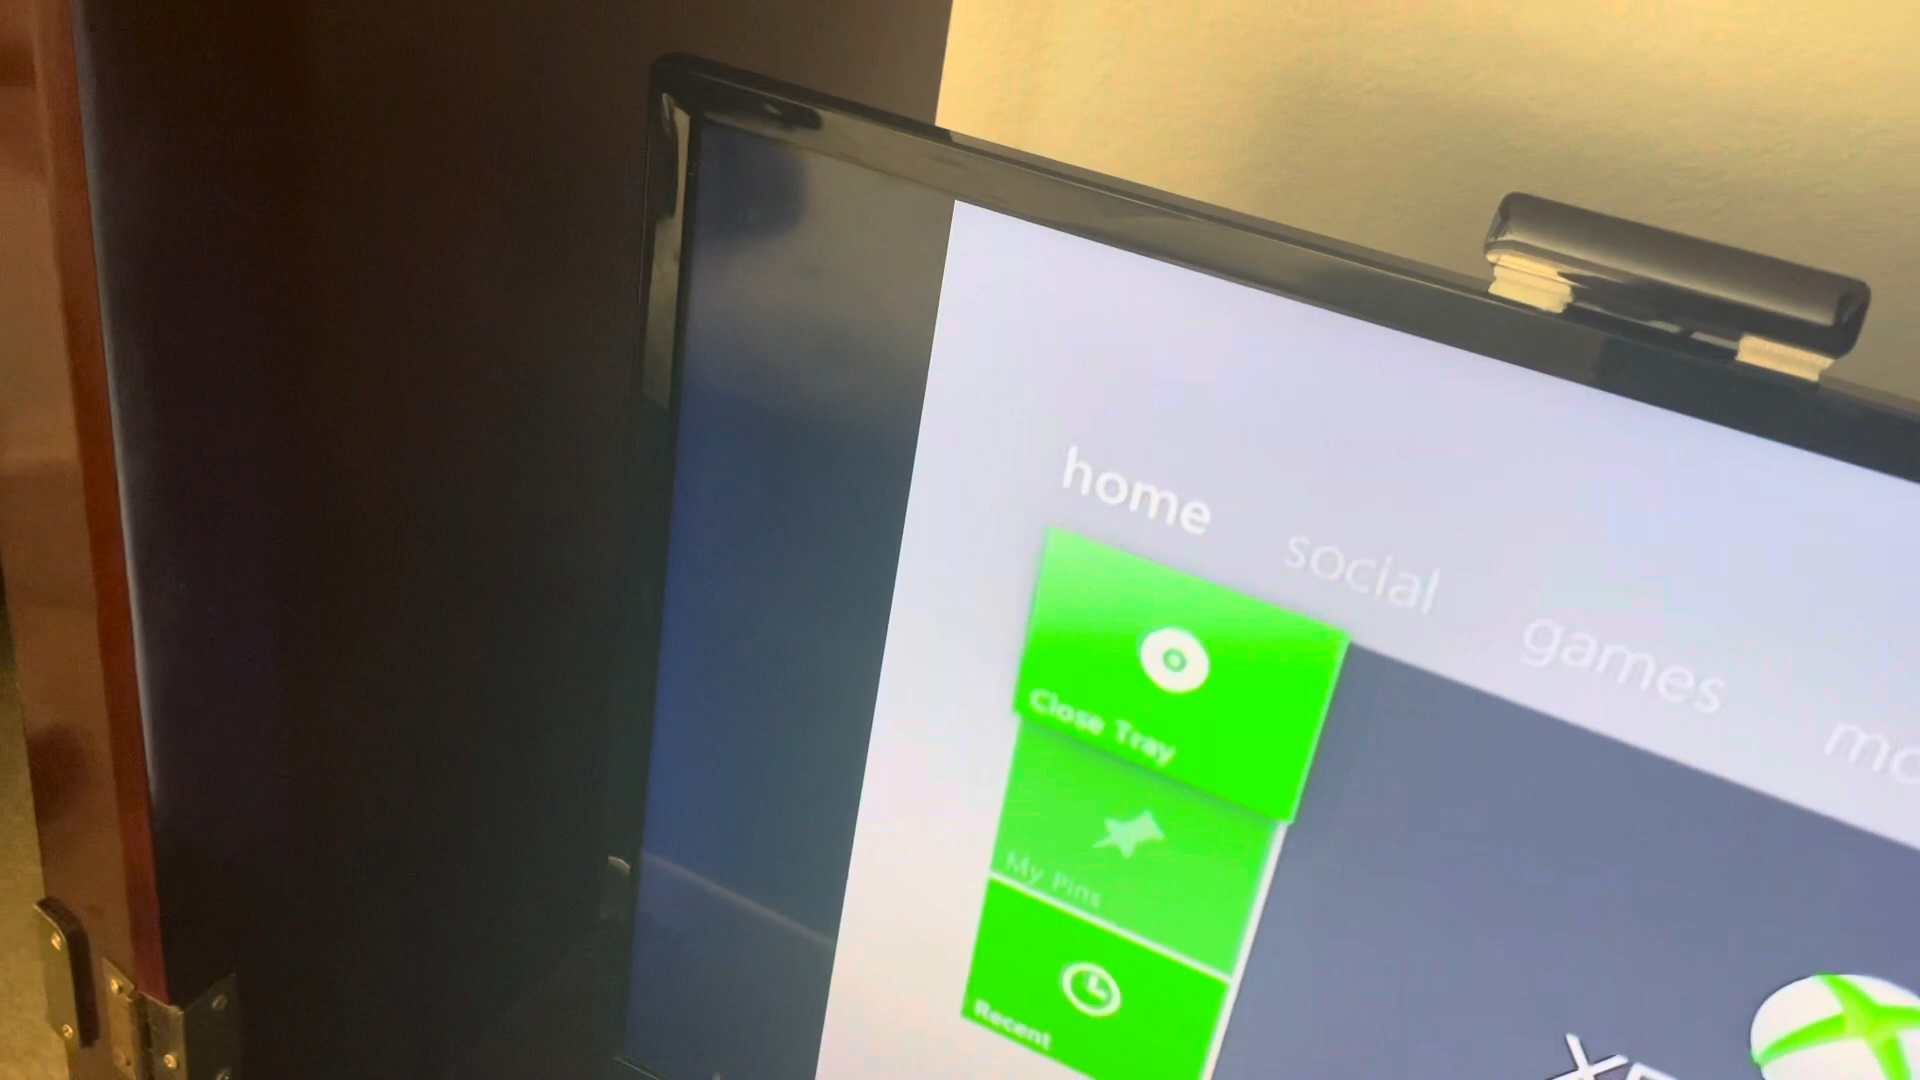 home
social
games
Close Tray
My Pins
Recent